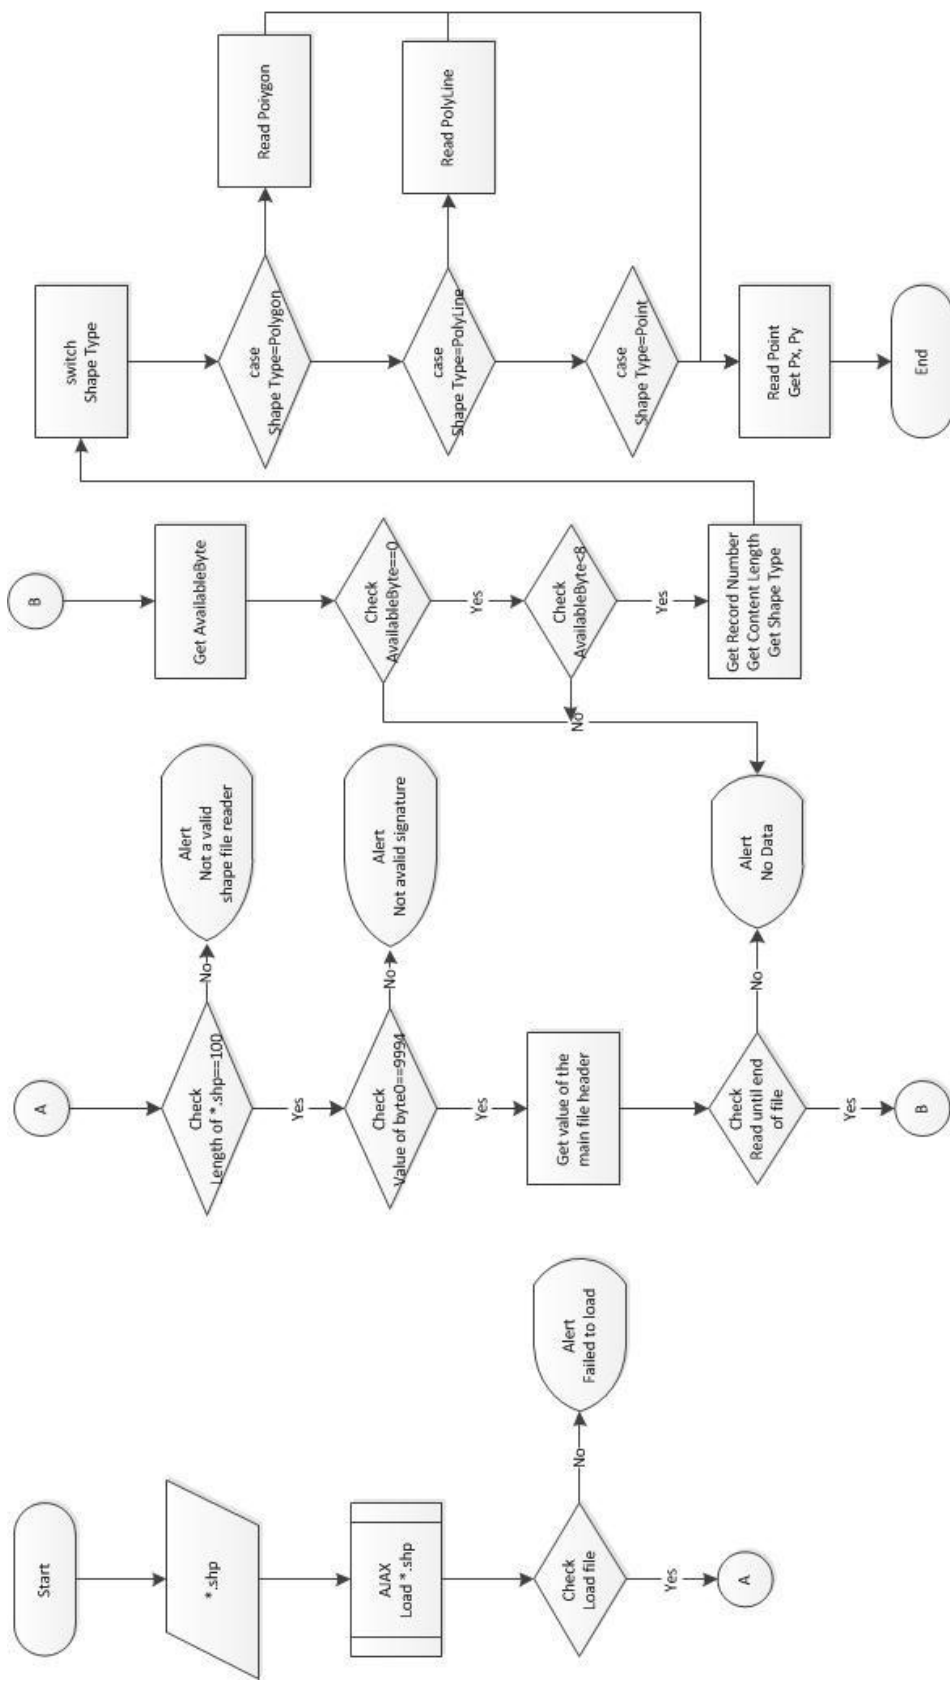 Start
*.shp
AJAX
Load *.shp
Check
Load file
No
Alert
Failed to load
Yes
A
A
Check
Length of *.shp==100
No
Alert
Not a valid
shape file reader
Yes
Check
Value of byte0==9994
No
Alert
Not avalid signature
Yes
Get value of the
main file header
Check
Read until end
of file
No
Alert
No Data
Yes
B
B
Get AvailableByte
Check
AvailableByte==0
Yes
Check
AvailableByte<8
No
Yes
Get Record Number
Get Content Length
Get Shape Type
switch
Shape Type
case
Shape Type=Polygon
Read Poiygon
case
Shape Type=PolyLine
Read PolyLine
case
Shape Type=Point
Read Point
Get Px, Py
End